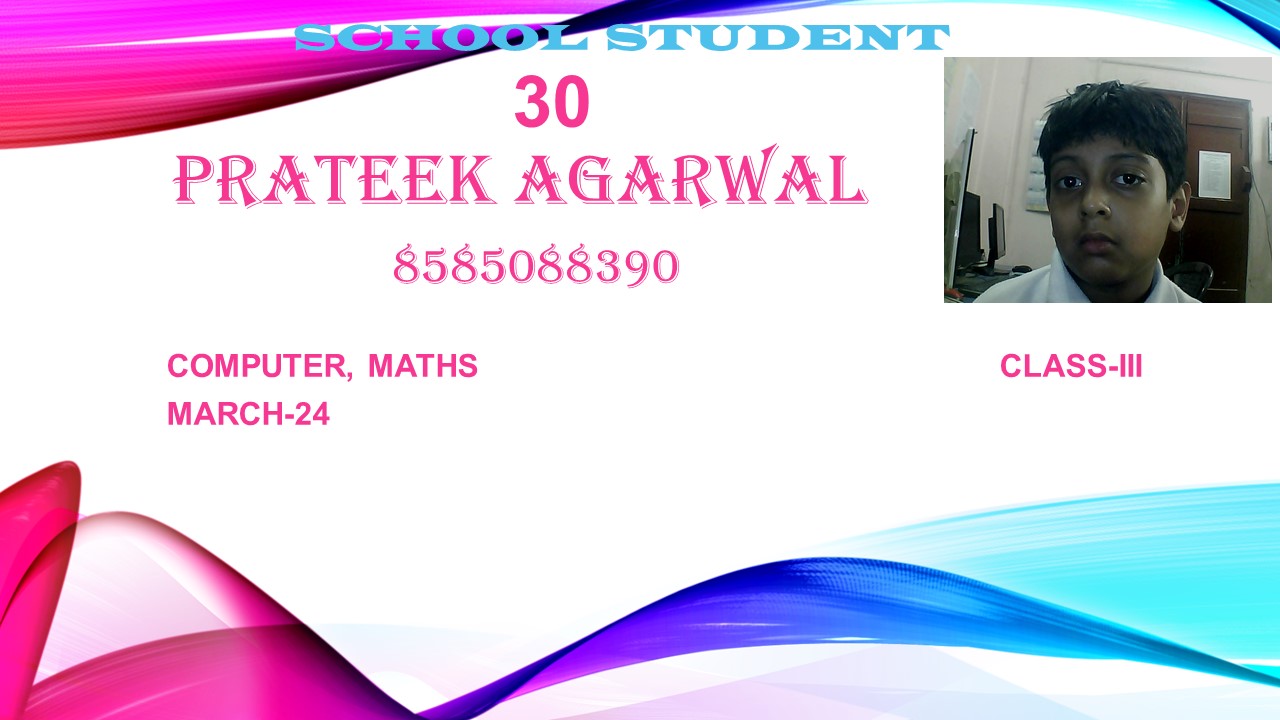 SCHOOL STUDENT
30
PRATEEK AGARWAL
8585088390
COMPUTER, MATHS CLASS-III
MARCH-24